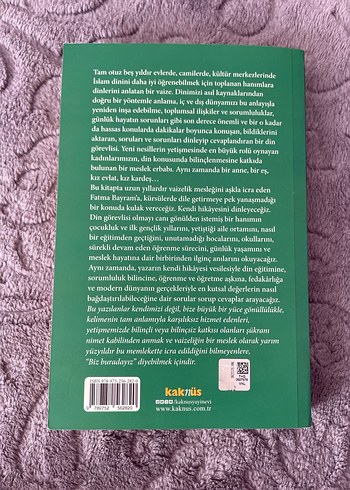 Tam otuz beş yıldır evlerde, camilerde, kültür merkezlerinde
İslam dinini daha iyi öğrenebilmek için toplanan hanımlara
dinlerini anlatan bir vaize. Dinimizi asıl kaynaklarından
doğru bir yöntemle anlama, iç ve dış dünyamızı bu anlayışla
yeniden inşa edebilme, toplumsal ilişkiler ve sorumluluklar,
günlük hayatın sorunları gibi son derece önemli ve bir o kadar
da hassas konularda dakikalar boyunca konuşan, bildiklerini
aktaran, soruları ve sorunları dinleyip cevaplandıran bir din
görevlisi. Yeni nesillerin yetişmesinde en büyük rolü oynayan
kadınlarımızın, din konusunda bilinçlenmesine katkıda
bulunan bir meslek erbabı. Aynı zamanda bir anne, bir eş,
kız evlat, kız kardeş…
Bu kitapta uzun yıllardır vaizelik mesleğini aşkla icra eden
Fatma Bayram'a, kürsülerde dile getirmeye pek yanaşmadığı
bir konuda kulak vereceğiz. Kendi hikâyesini dinleyeceğiz.
Din görevlisi olmayı canı gönülden istemiş bir hanımın
çocukluk ve ilk gençlik yıllarını, yetiştiği aile ortamını, nasıl
bir eğitimden geçtiğini, unutamadığı hocalarını, okullarını,
sürekli devam eden öğrenme sürecini, günlük yaşamını ve
meslek hayatına dair birbirinden ilginç anılarını okuyacağız.
Aynı zamanda, yazarın kendi hikâyesi vesilesiyle din eğitimine,
sorumluluk bilincine, öğrenme ve öğretme aşkına, fedakârlığa
ve modern dünyanın gerçekleriyle en kutsal değerlerin nasıl
bağdaştırılabileceğine dair sorular sorup cevaplar arayacağız.
Bu yazılanlar kendimizi değil, bize büyük bir yüce gönüllülükle,
kelimenin tam anlamıyla karşılıksız hizmet edenleri,
yetişmemizde bilinçli veya bilinçsiz katkısı olanları şükranı
nimet kabilinden anmak ve vaizeliğin bir meslek olarak yarım
yüzyıldır bu memlekette icra edildiğini bilmeyenlere,
"Biz buradayız" diyebilmek içindir.
kaknüs
/kaknusyayinevi
www.kaknus.com.tr